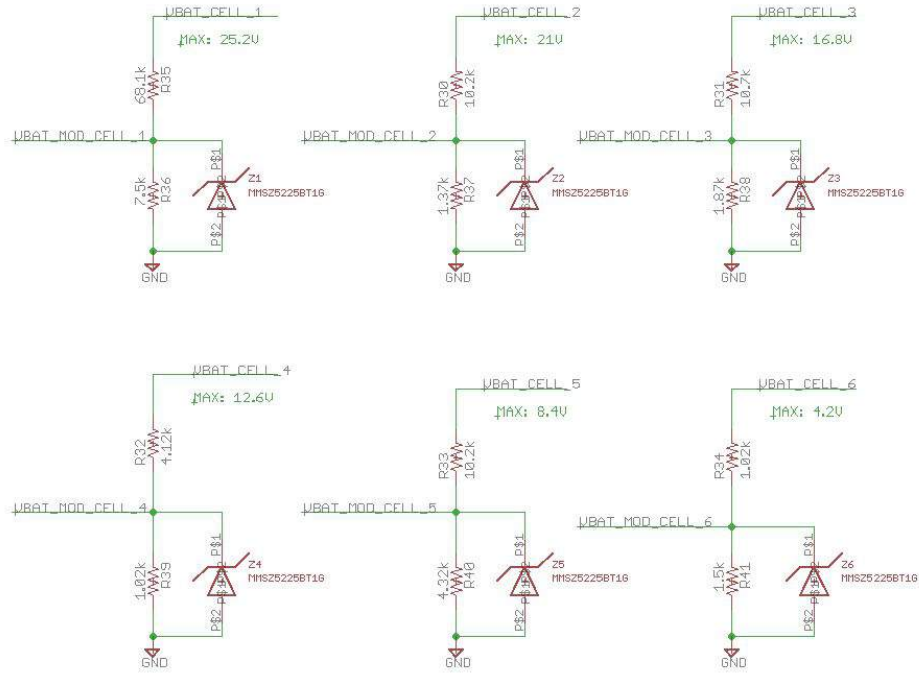 VBAT_CELL_1
MAX: 25.2V
68.1k
R35
VBAT_MOD_CELL_1
7.5k
R36
P$1
P$2
Z1
MMSZ5225BT1G
GND
VBAT_CELL_2
MAX: 21V
R30
10.2k
VBAT_MOD_CELL_2
1.37k
R37
P$1
P$2
Z2
MMSZ5225BT1G
GND
VBAT_CELL_3
MAX: 16.8V
R31
10.7k
VBAT_MOD_CELL_3
1.87k
R38
P$1
P$2
Z3
MMSZ5225BT1G
GND
VBAT_CELL_4
MAX: 12.6V
R32
4.12k
VBAT_MOD_CELL_4
1.02k
R39
P$1
P$2
Z4
MMSZ5225BT1G
GND
VBAT_CELL_5
MAX: 8.4V
R33
10.2k
VBAT_MOD_CELL_5
4.32k
R40
P$1
P$2
Z5
MMSZ5225BT1G
GND
VBAT_CELL_6
MAX: 4.2V
R34
1.02k
VBAT_MOD_CELL_6
1.5k
R41
P$1
P$2
Z6
MMSZ5225BT1G
GND